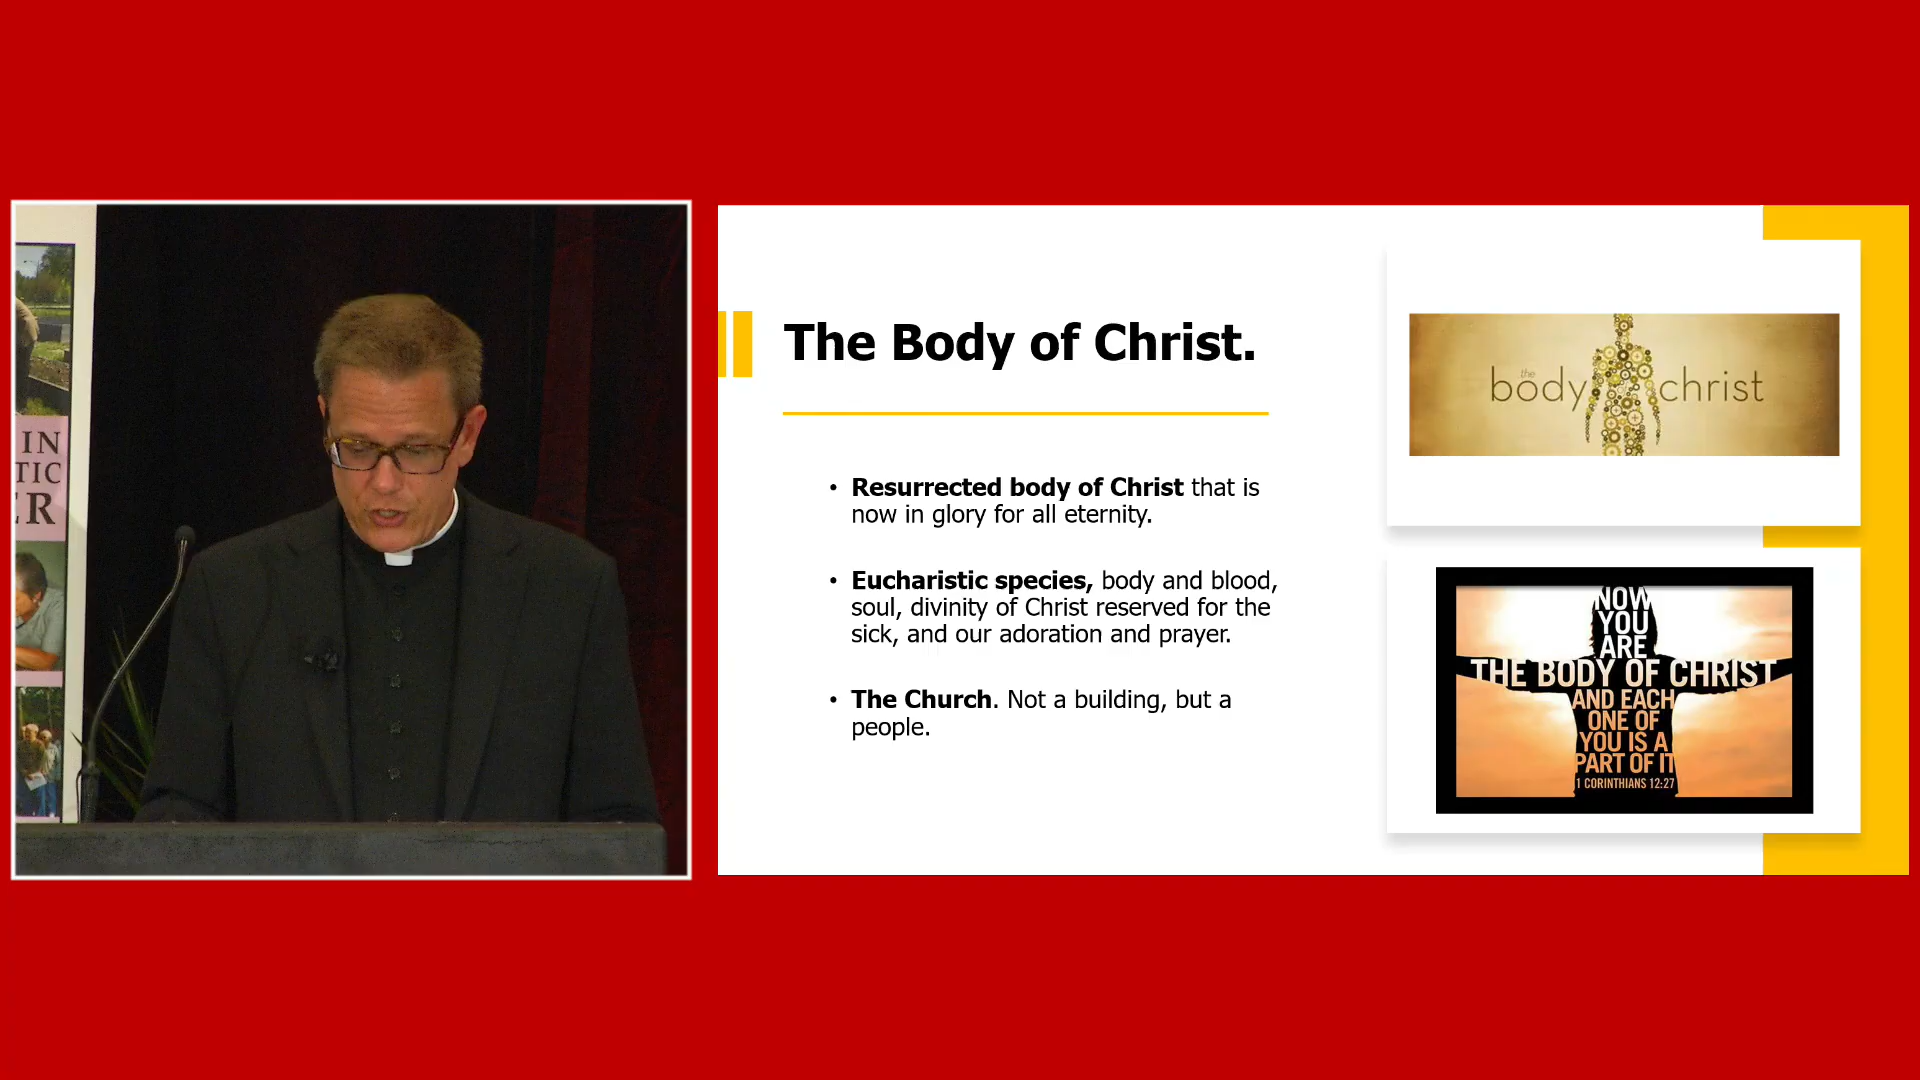 IN
TIC
ER
The Body of Christ.
• Resurrected body of Christ that is
now in glory for all eternity.
• Eucharistic species, body and blood,
soul, divinity of Christ reserved for the
sick, and our adoration and prayer.
• The Church. Not a building, but a
people.
the
body christ
NOW
YOU
ARE
THE BODY OF CHRIST
AND EACH
ONE OF
YOU IS A
PART OF IT
1 CORINTHIANS 12:27